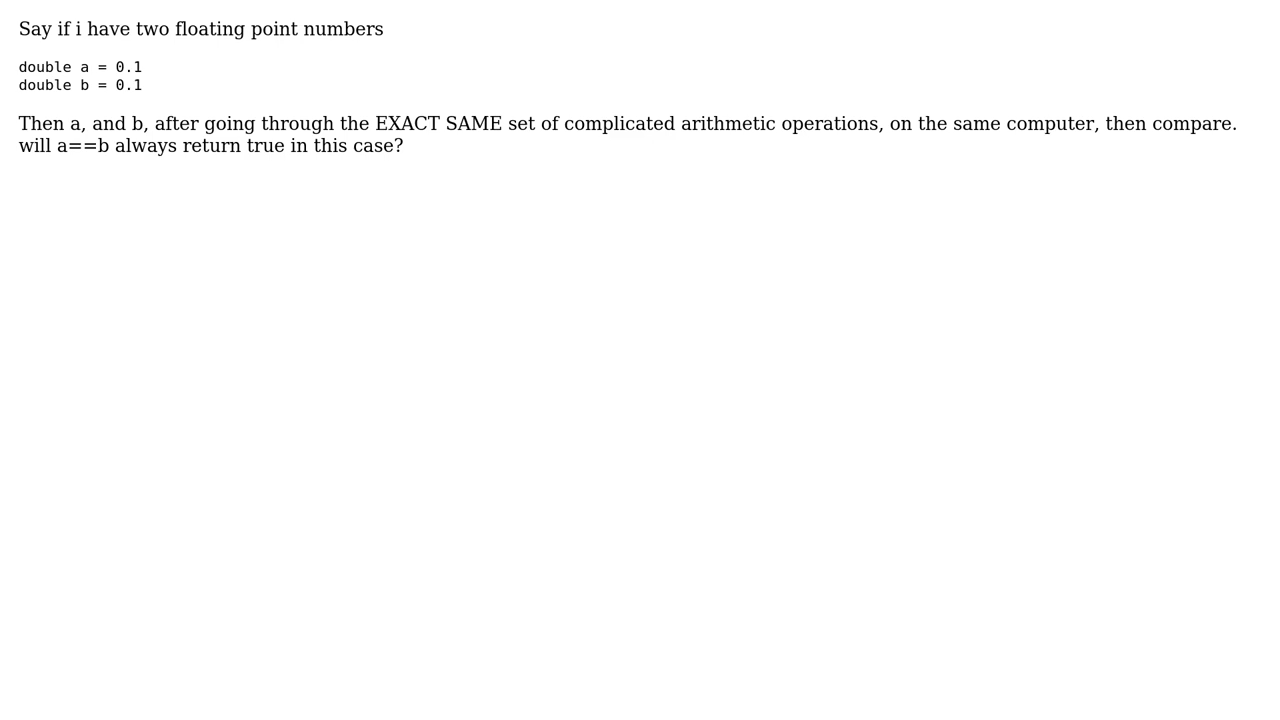 Say if i have two floating point numbers
double a = 0.1
double b = 0.1
Then a, and b, after going through the EXACT SAME set of complicated arithmetic operations, on the same computer, then compare.
will a==b always return true in this case?